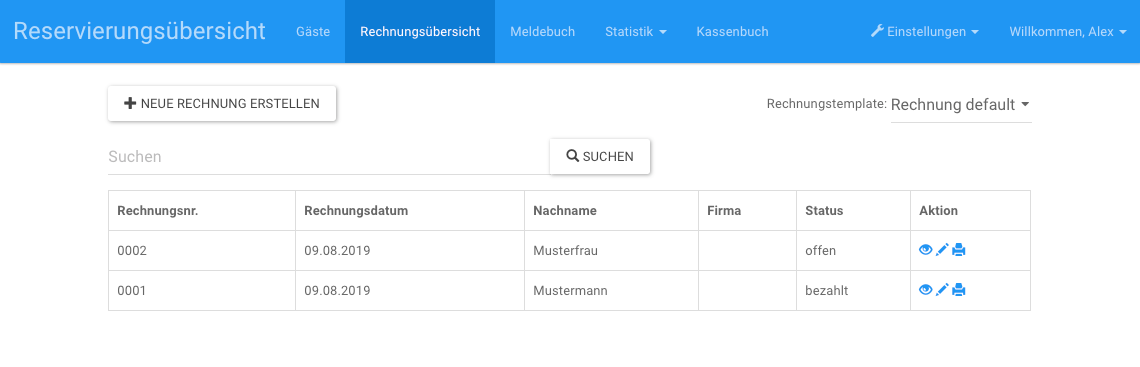 Reservierungsübersicht Gäste Rechnungsübersicht Meldebuch Statistik Kassenbuch Einstellungen Willkommen, Alex
NEUE RECHNUNG ERSTELLEN Rechnungstemplate: Rechnung default
Suchen SUCHEN
Rechnungsnr. Rechnungsdatum Nachname Firma Status Aktion
0002 09.08.2019 Musterfrau offen
0001 09.08.2019 Mustermann bezahlt